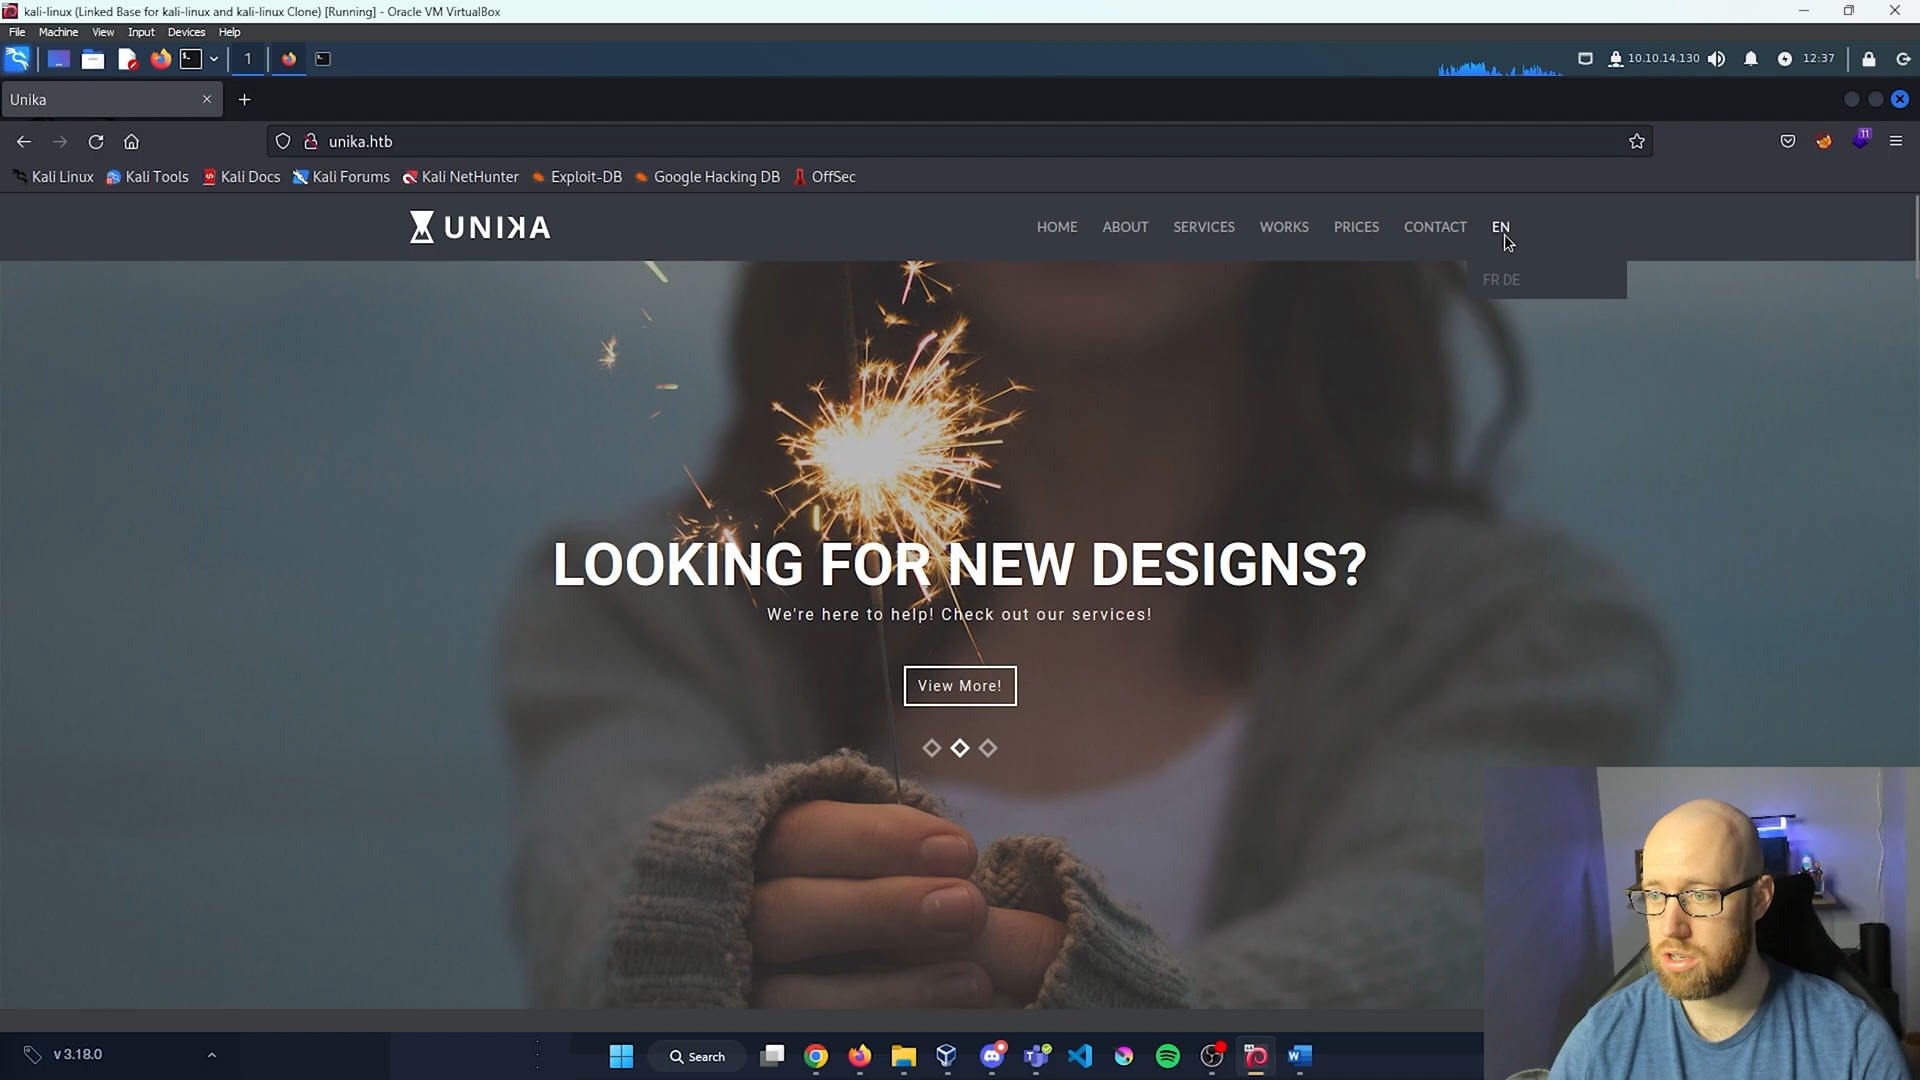 kali-linux (Linked Base for kali-linux and kali-linux Clone) [Running] - Oracle VM VirtualBox
File Machine View Input Devices Help
1
10.10.14.130
12:37
Unika
unika.htb
11
Kali Linux Kali Tools Kali Docs Kali Forums Kali NetHunter Exploit-DB Google Hacking DB OffSec
UNIKA
HOME ABOUT SERVICES WORKS PRICES CONTACT EN
FR DE
LOOKING FOR NEW DESIGNS?
We're here to help! Check out our services!
View More!
v 3.18.0
Search